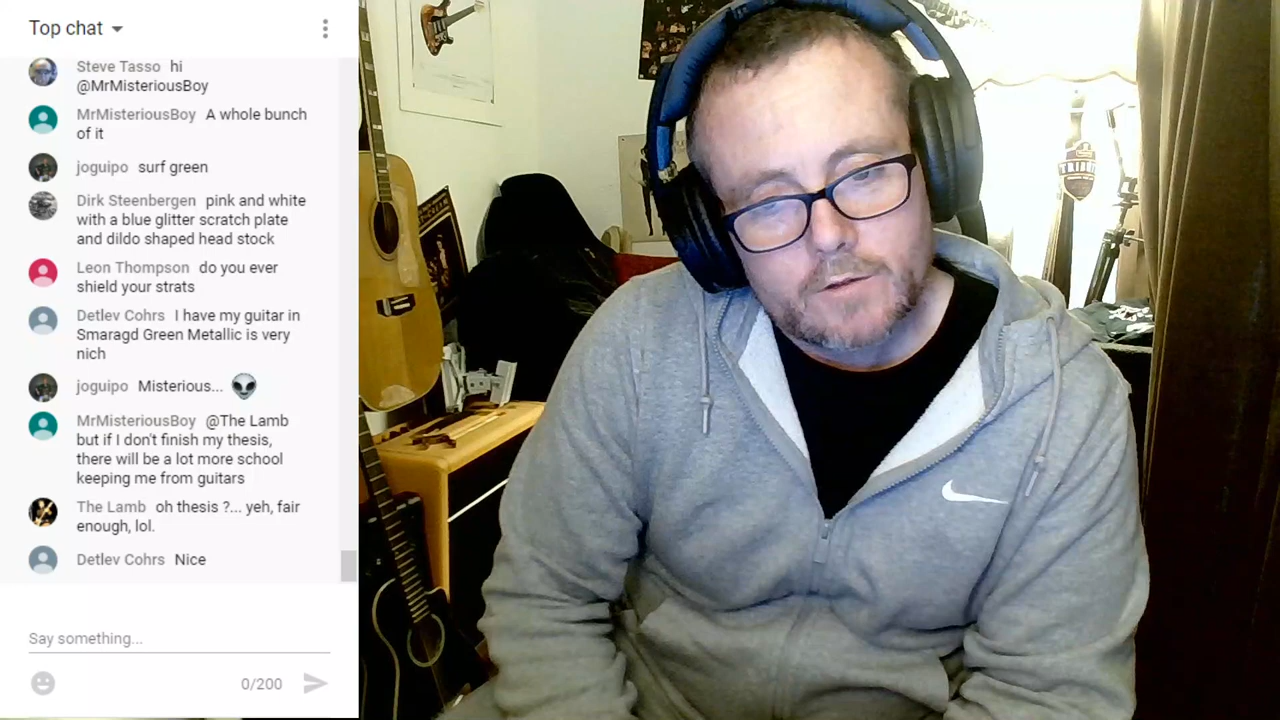 Top chat
Steve Tasso hi
@MrMisteriousBoy
MrMisteriousBoy A whole bunch
of it
joguipo surf green
Dirk Steenbergen pink and white
with a blue glitter scratch plate
and dildo shaped head stock
Leon Thompson do you ever
shield your strats
Detlev Cohrs I have my guitar in
Smaragd Green Metallic is very
nich
joguipo Misterious...
MrMisteriousBoy @The Lamb
but if I don't finish my thesis,
there will be a lot more school
keeping me from guitars
The Lamb oh thesis ?... yeh, fair
enough, lol.
Detlev Cohrs Nice
Say something...
0/200
TRIBUTE